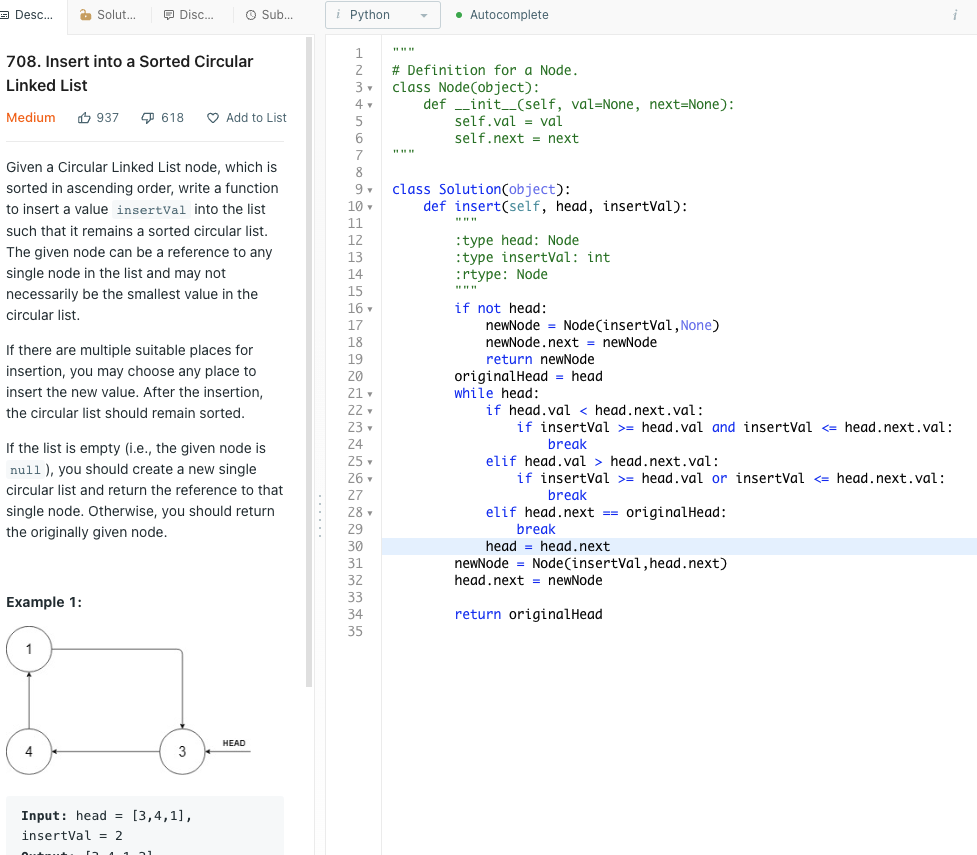 Desc...
Solut...
Disc...
Sub...
i Python
Autocomplete
i
708. Insert into a Sorted Circular
Linked List
Medium
937
618
Add to List
Given a Circular Linked List node, which is
sorted in ascending order, write a function
to insert a value insertVal into the list
such that it remains a sorted circular list.
The given node can be a reference to any
single node in the list and may not
necessarily be the smallest value in the
circular list.
If there are multiple suitable places for
insertion, you may choose any place to
insert the new value. After the insertion,
the circular list should remain sorted.
If the list is empty (i.e., the given node is
null ), you should create a new single
circular list and return the reference to that
single node. Otherwise, you should return
the originally given node.
Example 1:
1
4
3
HEAD
Input: head = [3,4,1],
insertVal = 2
Output: [3,4,1,2]
1 """
2 # Definition for a Node.
3 class Node(object):
4     def __init__(self, val=None, next=None):
5         self.val = val
6         self.next = next
7 """
8
9 class Solution(object):
10     def insert(self, head, insertVal):
11         """
12         :type head: Node
13         :type insertVal: int
14         :rtype: Node
15         """
16         if not head:
17             newNode = Node(insertVal,None)
18             newNode.next = newNode
19             return newNode
20         originalHead = head
21         while head:
22             if head.val < head.next.val:
23                 if insertVal >= head.val and insertVal <= head.next.val:
24                     break
25             elif head.val > head.next.val:
26                 if insertVal >= head.val or insertVal <= head.next.val:
27                     break
28             elif head.next == originalHead:
29                 break
30             head = head.next
31         newNode = Node(insertVal,head.next)
32         head.next = newNode
33
34         return originalHead
35